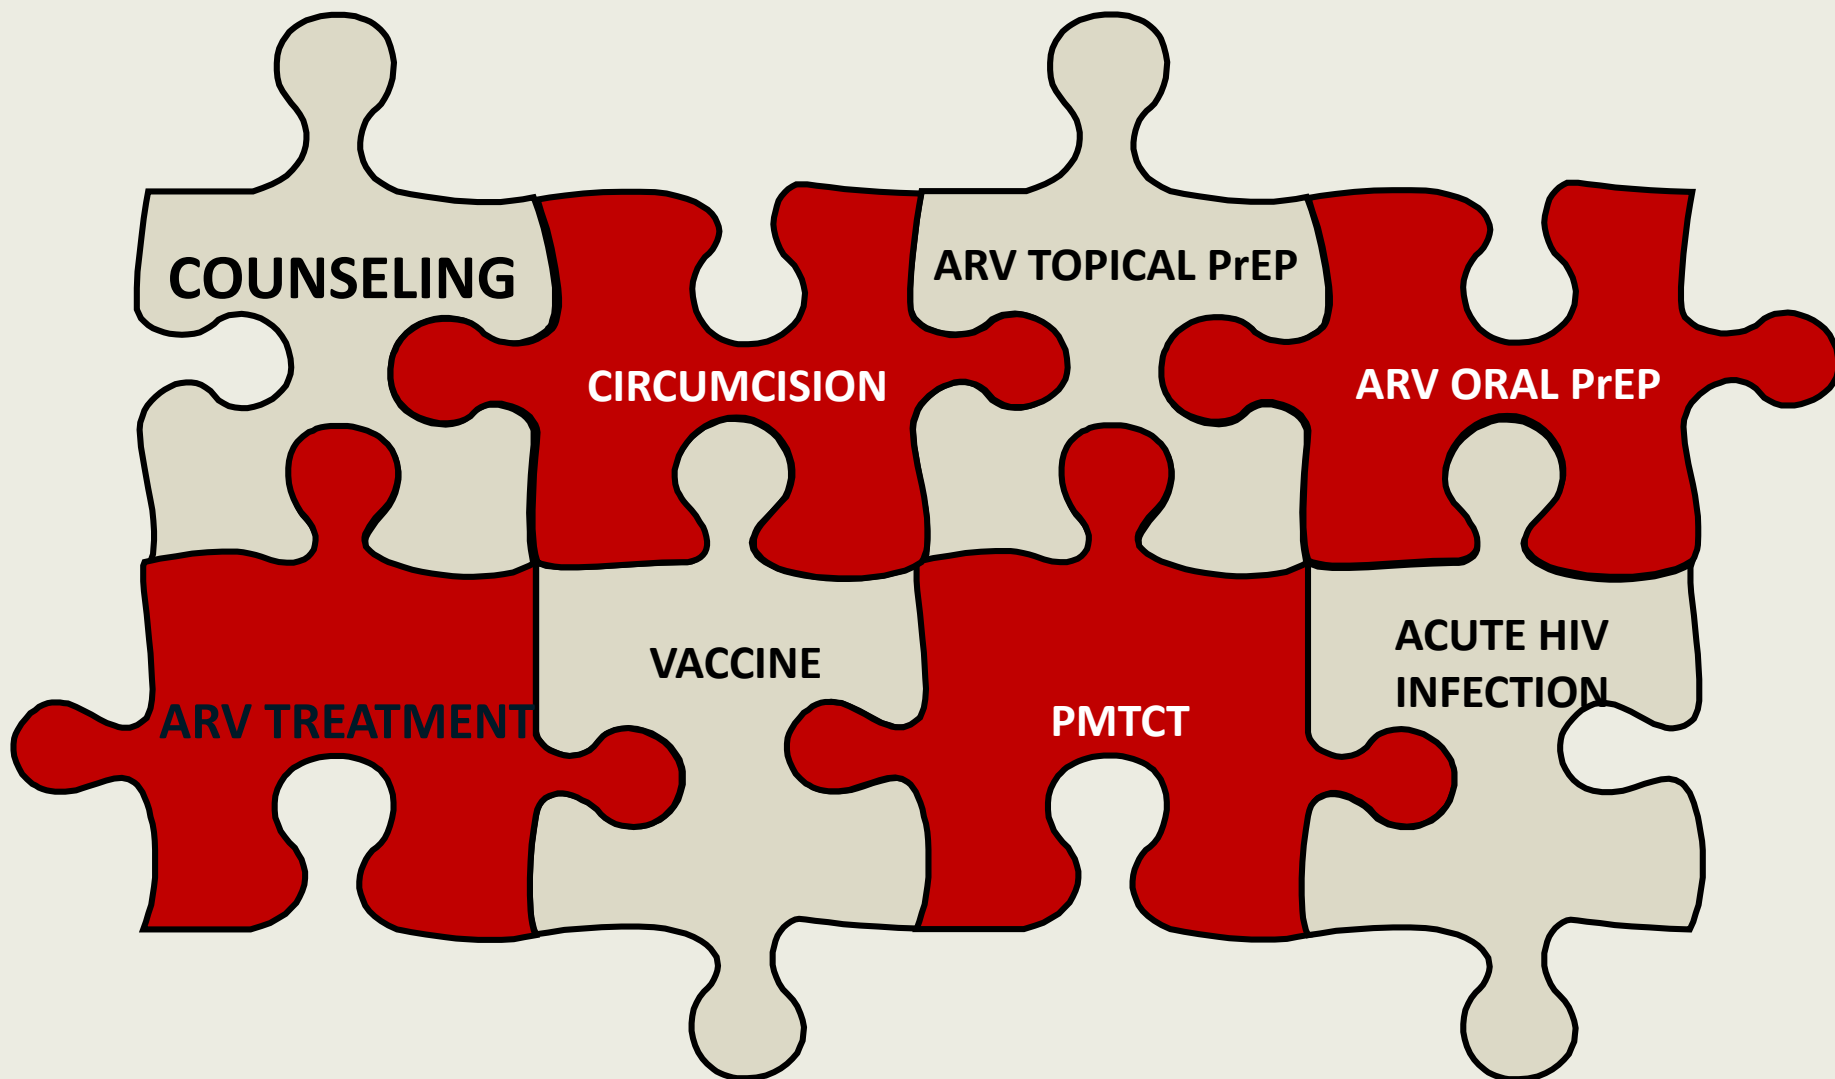 COUNSELING
CIRCUMCISION
ARV TOPICAL PrEP
ARV ORAL PrEP
ARV TREATMENT
VACCINE
PMTCT
ACUTE HIV
INFECTION